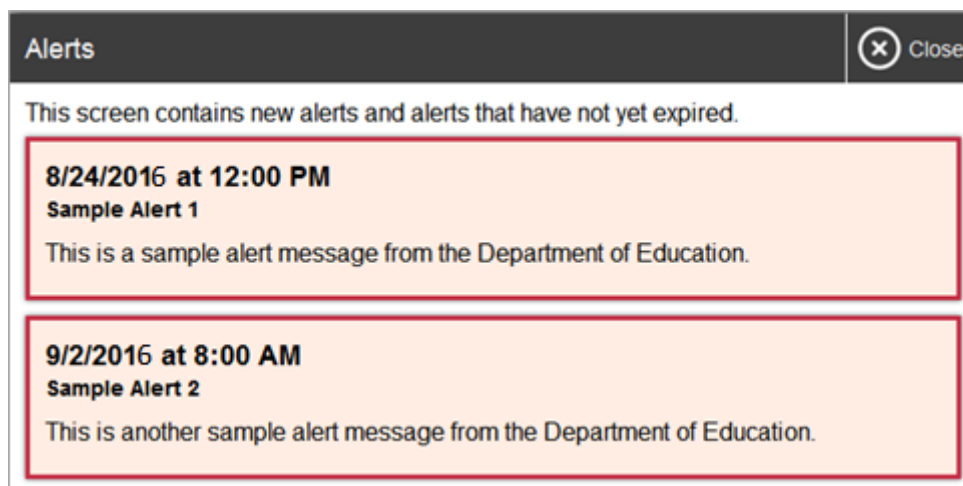 Alerts
Close
This screen contains new alerts and alerts that have not yet expired.
8/24/2016 at 12:00 PM
Sample Alert 1
This is a sample alert message from the Department of Education.
9/2/2016 at 8:00 AM
Sample Alert 2
This is another sample alert message from the Department of Education.